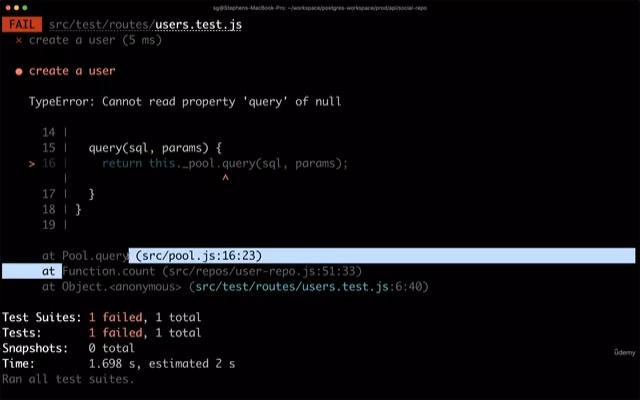 sg@Stephens-MacBook-Pro: ~/workspace/postgres-workspace/prod/api/social-repo
FAIL src/test/routes/users.test.js
× create a user (5 ms)
● create a user
TypeError: Cannot read property 'query' of null
14 |
15 | query(sql, params) {
> 16 | return this._pool.query(sql, params);
| ^
17 | }
18 | }
19 |
at Pool.query (src/pool.js:16:23)
at Function.count (src/repos/user-repo.js:51:33)
at Object.<anonymous> (src/test/routes/users.test.js:6:40)
Test Suites: 1 failed, 1 total
Tests: 1 failed, 1 total
Snapshots: 0 total
Time: 1.698 s, estimated 2 s
Ran all test suites.
ûdemy